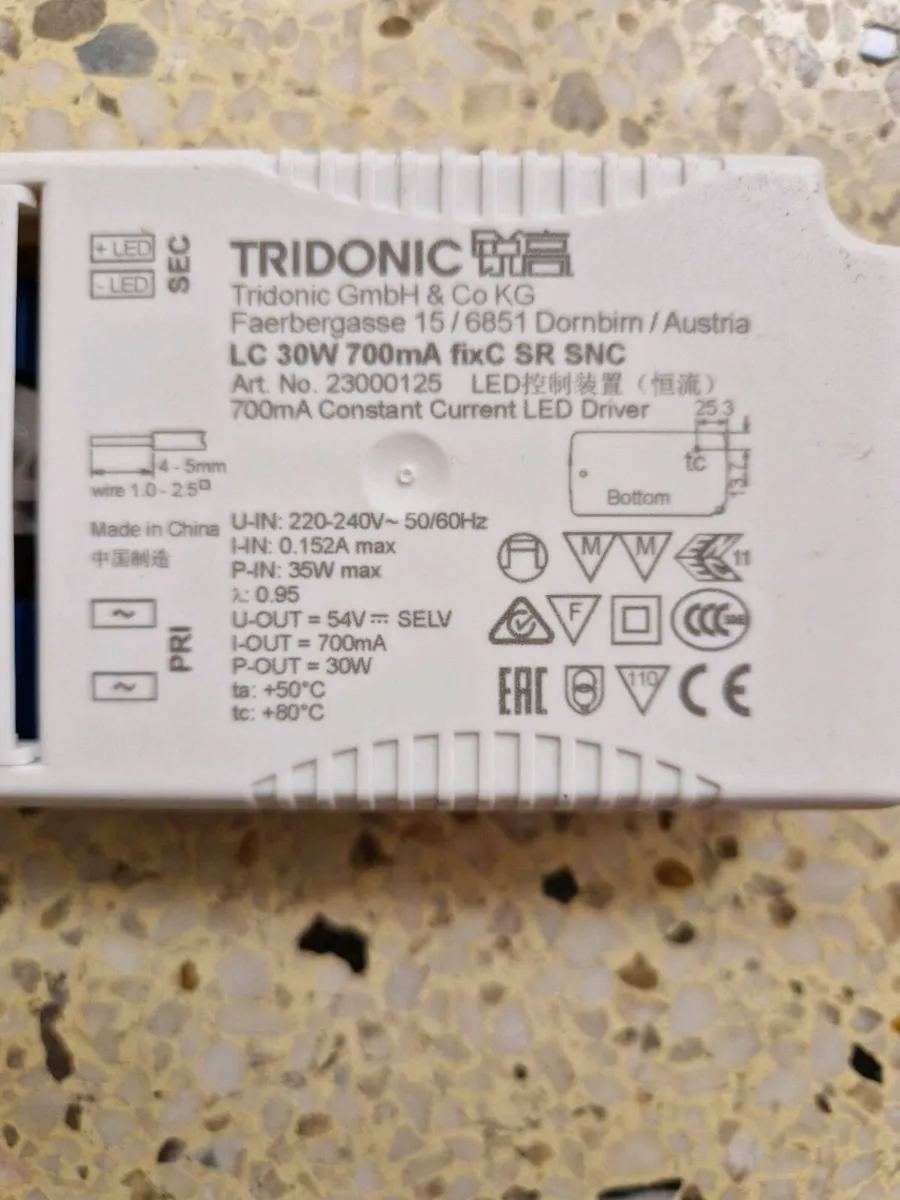 + LED
- LED
SEC
TRIDONIC 锐高
Tridonic GmbH & Co KG
Faerbergasse 15 / 6851 Dornbirn / Austria
LC 30W 700mA fixC SR SNC
Art. No. 23000125 LED控制装置（恒流）
700mA Constant Current LED Driver
4 - 5mm
wire 1.0 - 2.5
25.3
tc
13.7
Bottom
Made in China
中国制造
~
~
PRI
U-IN: 220-240V~ 50/60Hz
I-IN: 0.152A max
P-IN: 35W max
λ: 0.95
U-OUT = 54V⎓ SELV
I-OUT = 700mA
P-OUT = 30W
ta: +50°C
tc: +80°C
M M 11
F CCC
EAC 110 CE